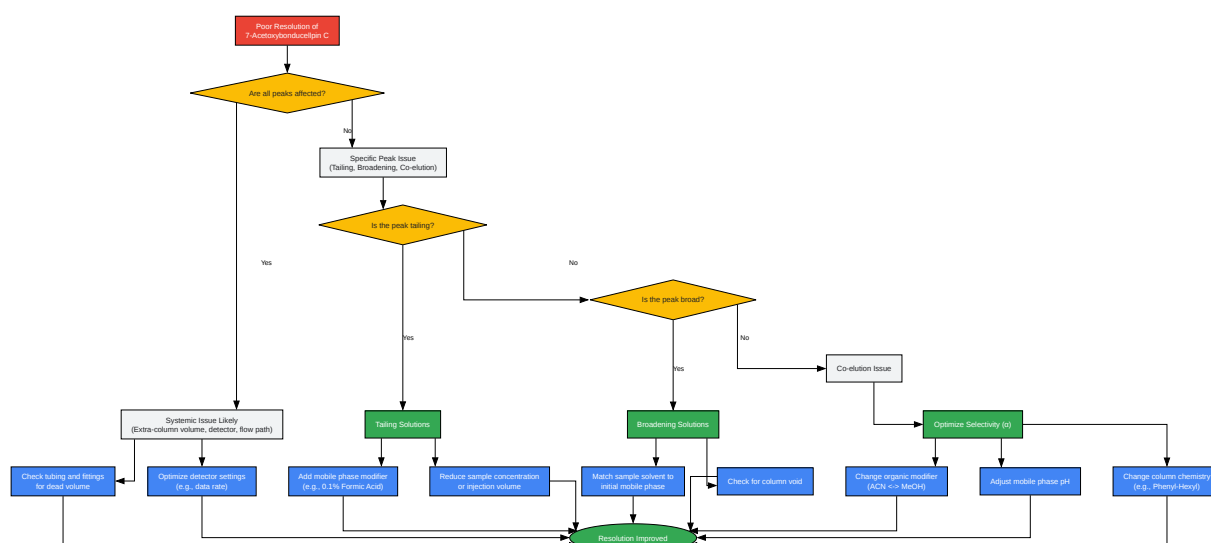 Poor Resolution of
7-Acetoxybonducellpin C
Are all peaks affected?
No
Specific Peak Issue
(Tailing, Broadening, Co-elution)
Is the peak tailing?
Yes
No
Is the peak broad?
Yes
No
Yes
Co-elution Issue
Systemic Issue Likely
(Extra-column volume, detector, flow path)
Tailing Solutions
Broadening Solutions
Optimize Selectivity (α)
Check tubing and fittings
for dead volume
Optimize detector settings
(e.g., data rate)
Add mobile phase modifier
(e.g., 0.1% Formic Acid)
Reduce sample concentration
or injection volume
Match sample solvent to
initial mobile phase
Check for column void
Change organic modifier
(ACN <-> MeOH)
Adjust mobile phase pH
Change column chemistry
(e.g., Phenyl-Hexyl)
Resolution Improved